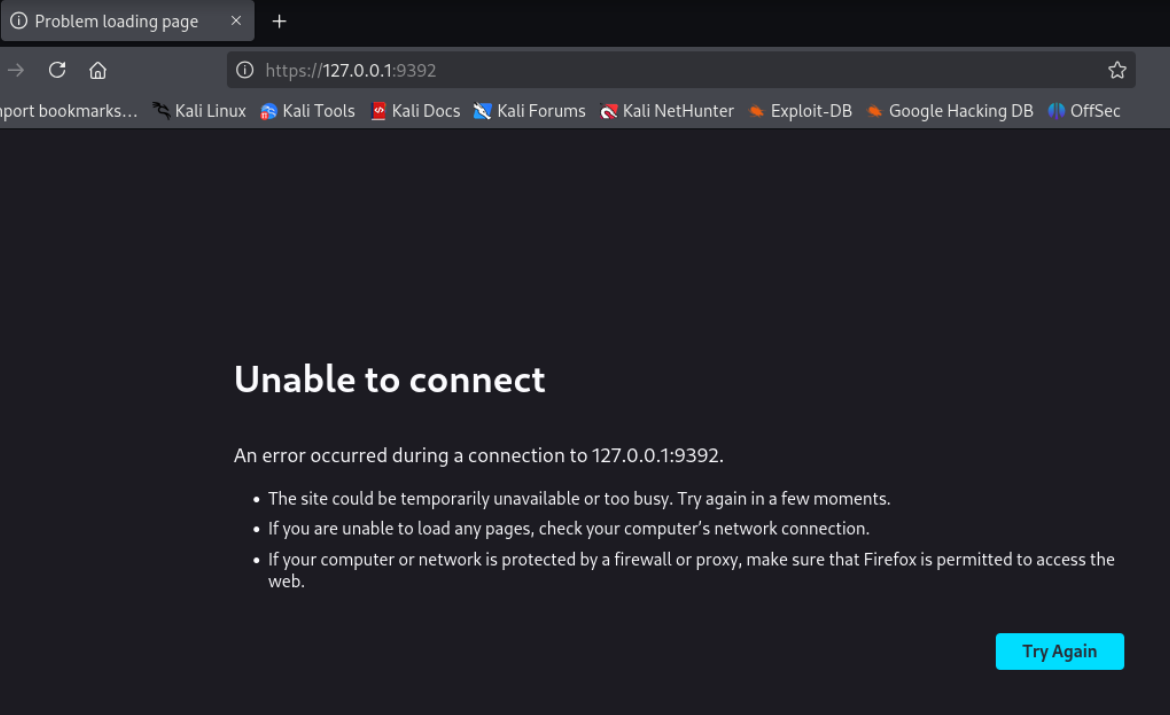 Problem loading page
https://127.0.0.1:9392
port bookmarks… Kali Linux Kali Tools Kali Docs Kali Forums Kali NetHunter Exploit-DB Google Hacking DB OffSec
Unable to connect
An error occurred during a connection to 127.0.0.1:9392.
• The site could be temporarily unavailable or too busy. Try again in a few moments.
• If you are unable to load any pages, check your computer’s network connection.
• If your computer or network is protected by a firewall or proxy, make sure that Firefox is permitted to access the
web.
Try Again